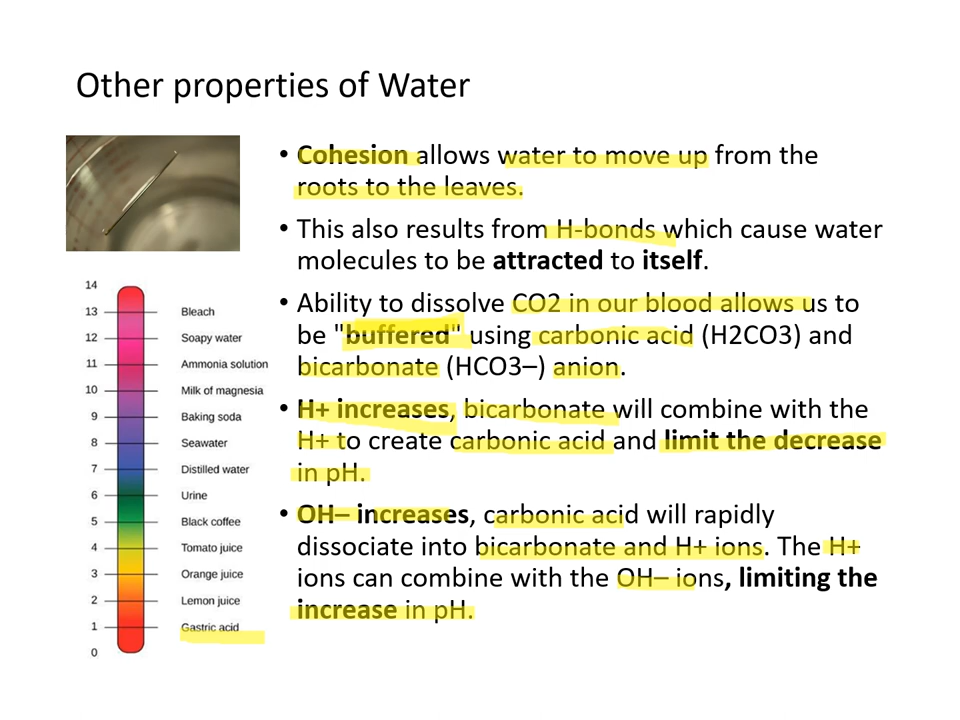 Other properties of Water
• Cohesion allows water to move up from the
roots to the leaves.
• This also results from H-bonds which cause water
molecules to be attracted to itself.
• Ability to dissolve CO2 in our blood allows us to
be "buffered" using carbonic acid (H2CO3) and
bicarbonate (HCO3–) anion.
• H+ increases, bicarbonate will combine with the
H+ to create carbonic acid and limit the decrease
in pH.
• OH– increases, carbonic acid will rapidly
dissociate into bicarbonate and H+ ions. The H+
ions can combine with the OH– ions, limiting the
increase in pH.
14
13 Bleach
12 Soapy water
11 Ammonia solution
10 Milk of magnesia
9 Baking soda
8 Seawater
7 Distilled water
6 Urine
5 Black coffee
4 Tomato juice
3 Orange juice
2 Lemon juice
1 Gastric acid
0